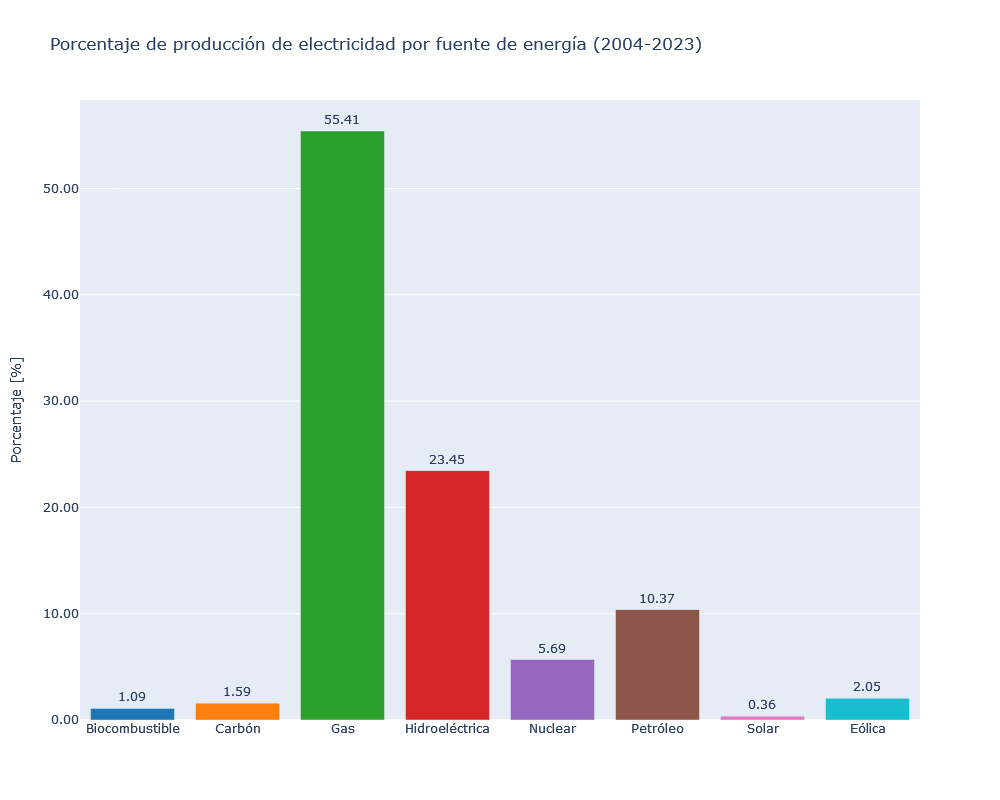 Porcentaje de producción de electricidad por fuente de energía (2004-2023)
Porcentaje [%]
50.00
40.00
30.00
20.00
10.00
0.00
1.09
1.59
55.41
23.45
5.69
10.37
0.36
2.05
Biocombustible
Carbón
Gas
Hidroeléctrica
Nuclear
Petróleo
Solar
Eólica